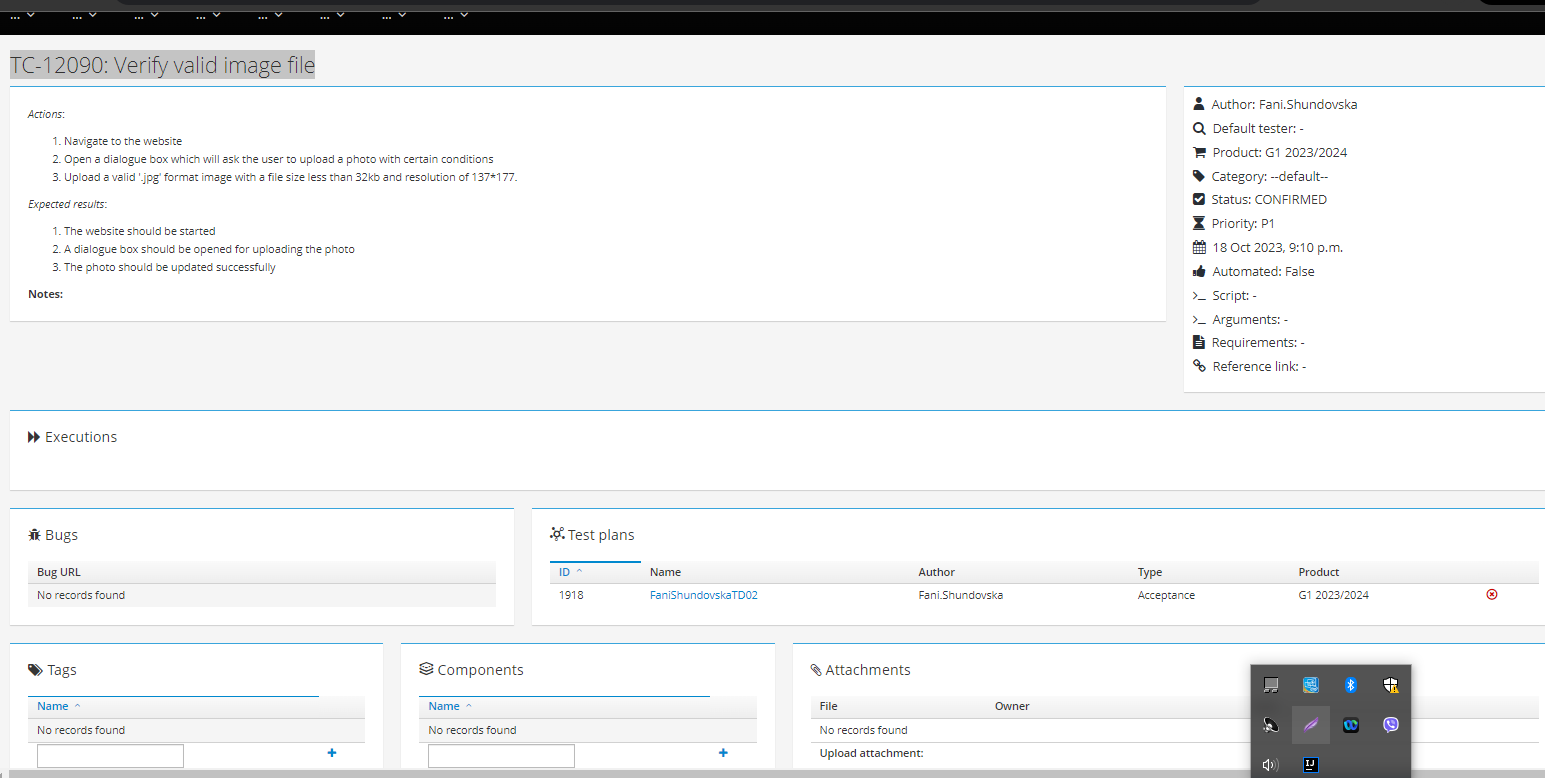 ... ... ... ... ... ... ... ...
TC-12090: Verify valid image file
Actions:
1. Navigate to the website
2. Open a dialogue box which will ask the user to upload a photo with certain conditions
3. Upload a valid '.jpg' format image with a file size less than 32kb and resolution of 137*177.
Expected results:
1. The website should be started
2. A dialogue box should be opened for uploading the photo
3. The photo should be updated successfully
Notes:
Author: Fani.Shundovska
Default tester: -
Product: G1 2023/2024
Category: --default--
Status: CONFIRMED
Priority: P1
18 Oct 2023, 9:10 p.m.
Automated: False
Script: -
Arguments: -
Requirements: -
Reference link: -
Executions
Bugs
Bug URL
No records found
Test plans
ID Name Author Type Product
1918 FaniShundovskaTD02 Fani.Shundovska Acceptance G1 2023/2024
Tags
Name
No records found
Components
Name
No records found
Attachments
File Owner
No records found
Upload attachment:
IJ